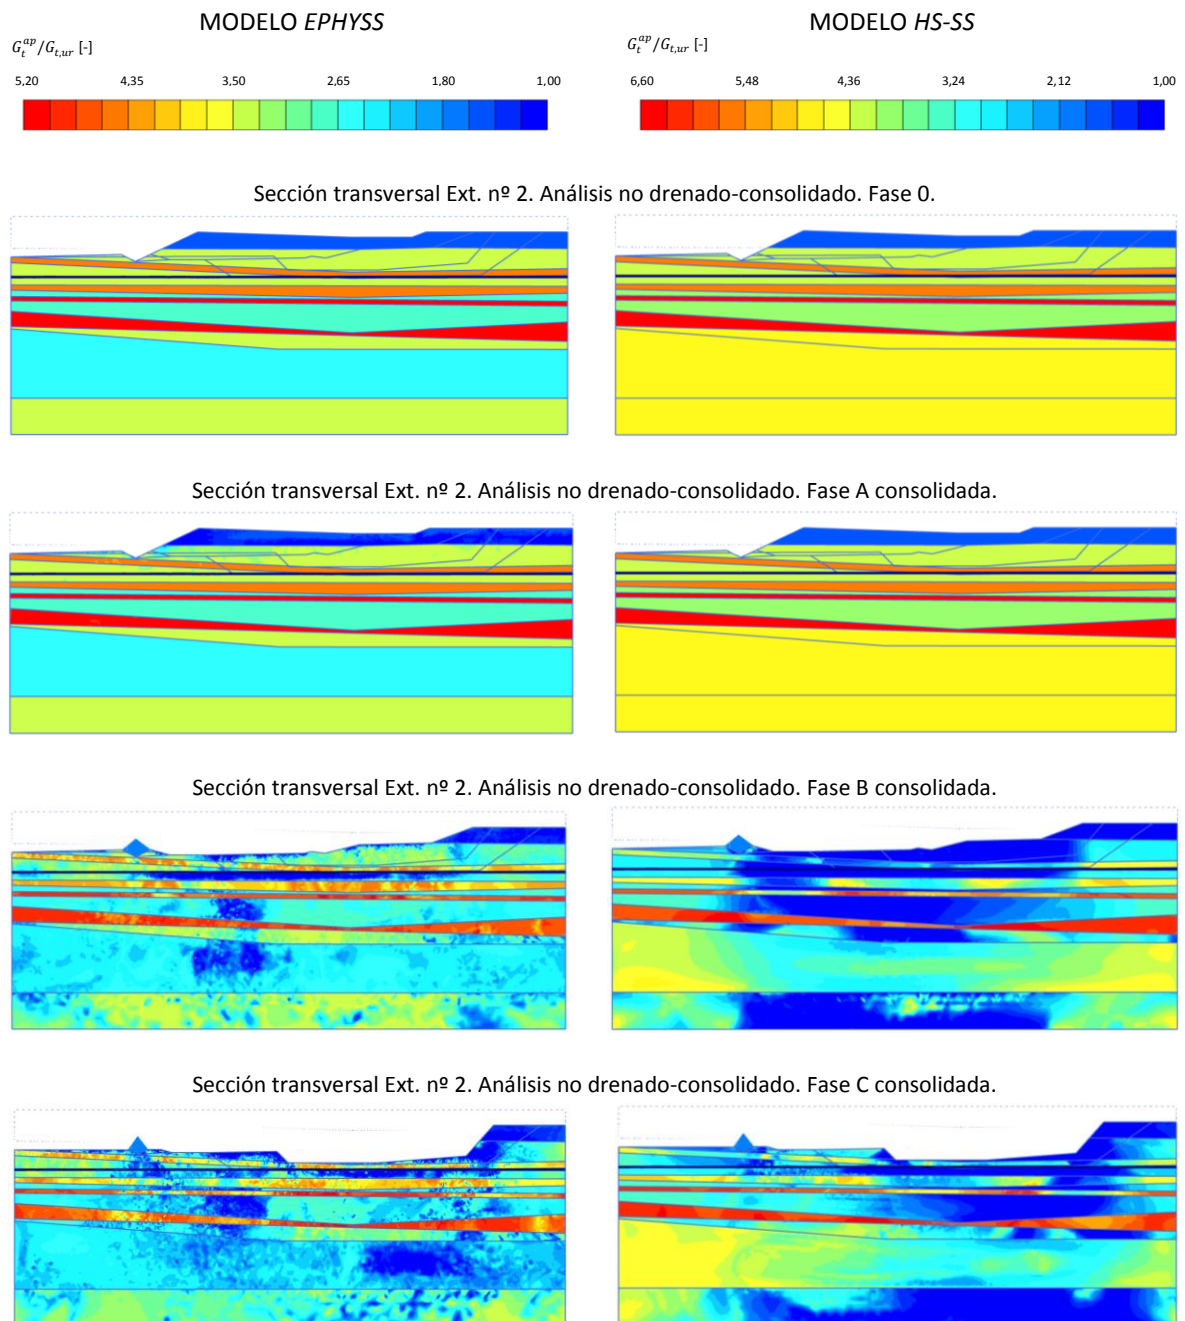 MODELO EPHYSS
MODELO HS-SS
G_t^{ap}/G_{t,ur} [-]
G_t^{ap}/G_{t,ur} [-]
5,20 4,35 3,50 2,65 1,80 1,00
6,60 5,48 4,36 3,24 2,12 1,00
Sección transversal Ext. nº 2. Análisis no drenado-consolidado. Fase 0.
Sección transversal Ext. nº 2. Análisis no drenado-consolidado. Fase A consolidada.
Sección transversal Ext. nº 2. Análisis no drenado-consolidado. Fase B consolidada.
Sección transversal Ext. nº 2. Análisis no drenado-consolidado. Fase C consolidada.